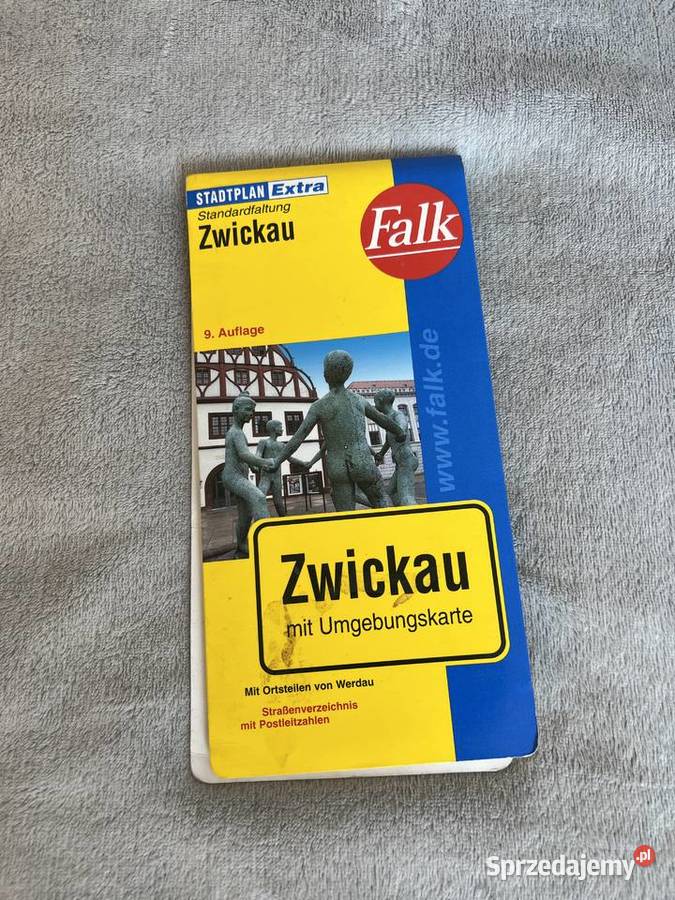 STADTPLAN Extra
Standardfaltung
Zwickau
Falk
9. Auflage
www.falk.de
Zwickau
mit Umgebungskarte
Mit Ortsteilen von Werdau
Straßenverzeichnis
mit Postleitzahlen
Sprzedajemy.pl